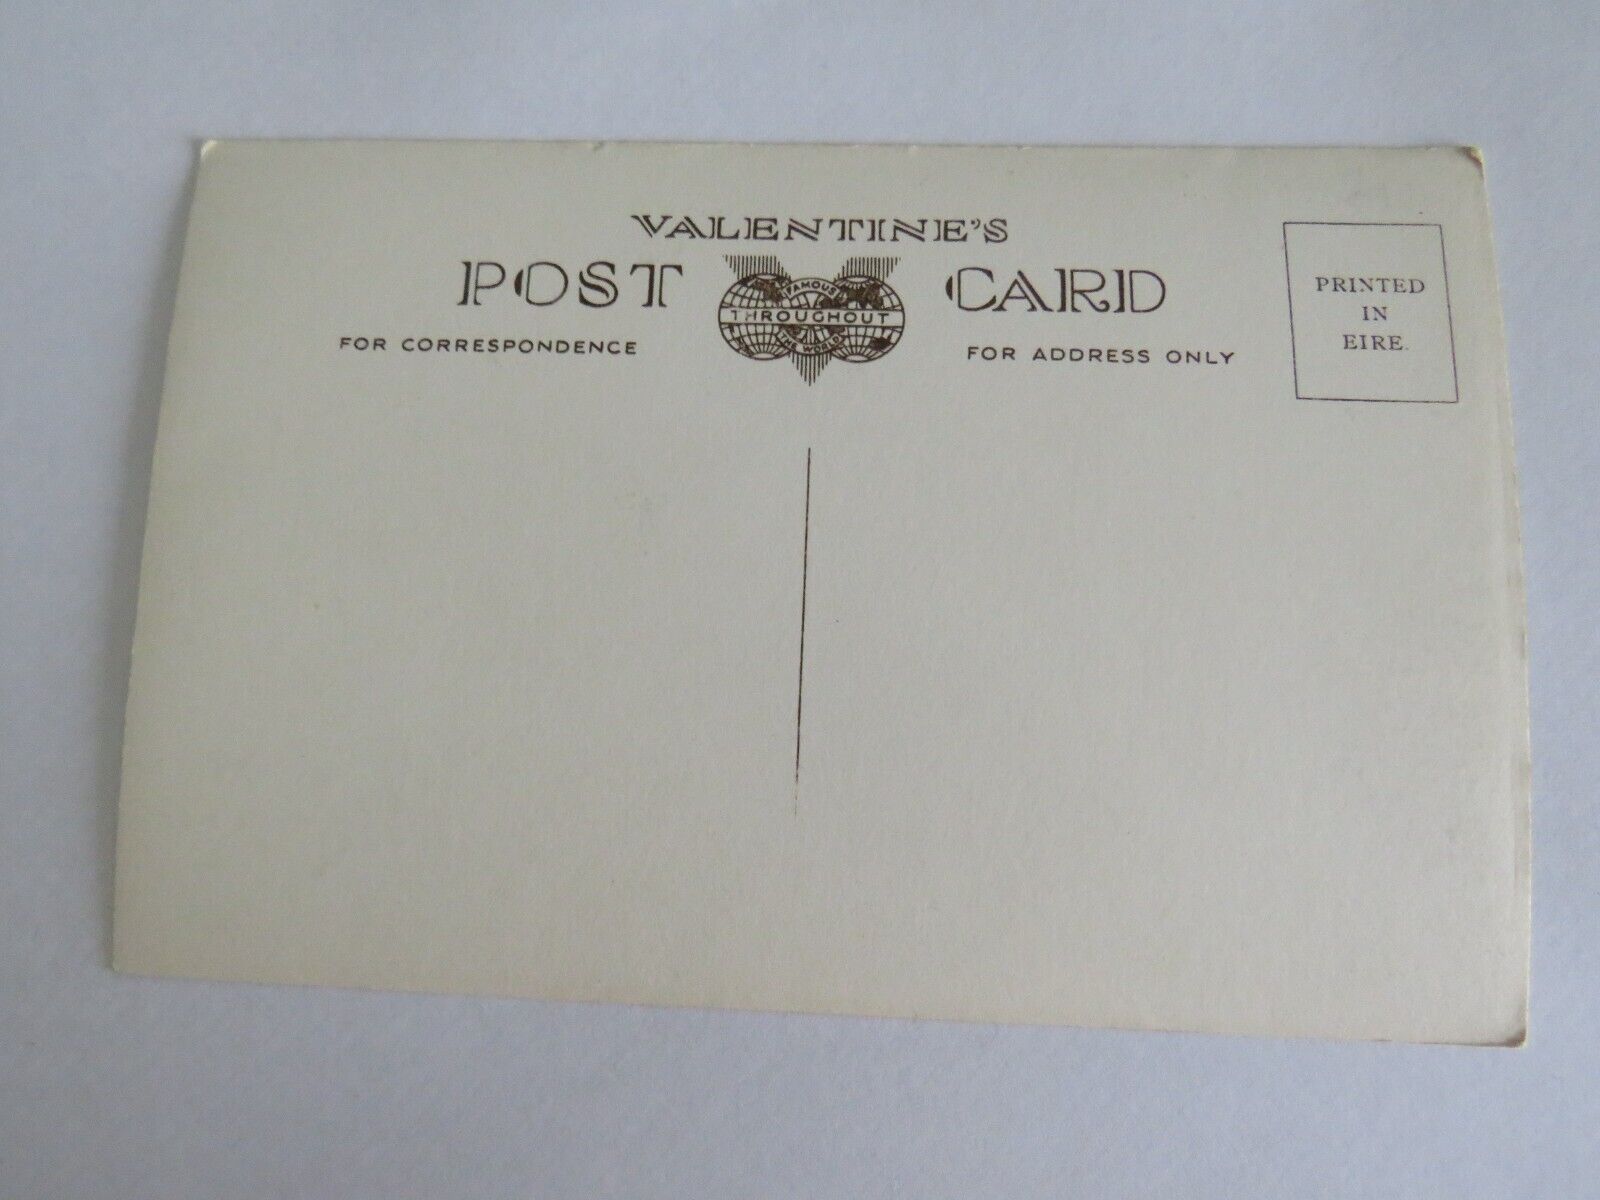 VALENTINE'S
POST CARD
FAMOUS
THROUGHOUT
THE WORLD
FOR CORRESPONDENCE
FOR ADDRESS ONLY
PRINTED
IN
EIRE.